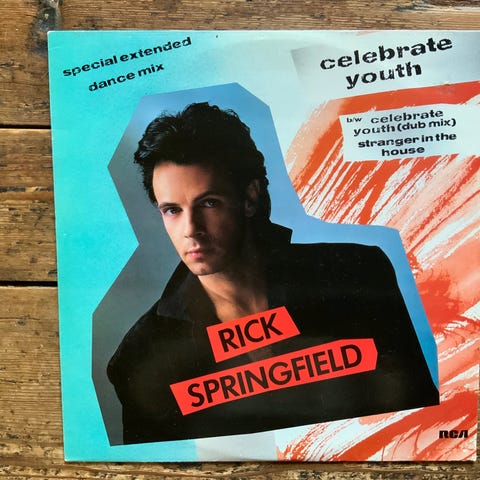 special extended
dance mix
celebrate
youth
b/w celebrate
youth (dub mix)
stranger in the
house
RICK
SPRINGFIELD
RCA